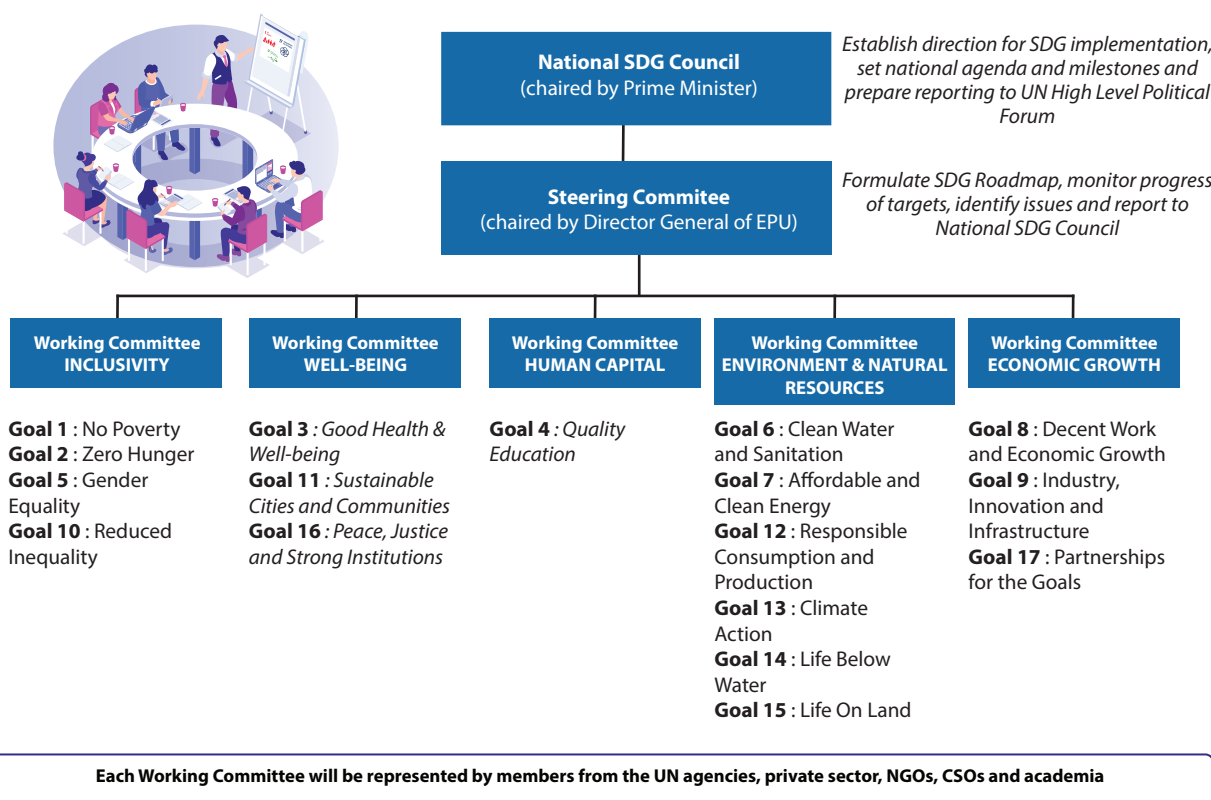 National SDG Council
(chaired by Prime Minister)
Establish direction for SDG implementation,
set national agenda and milestones and
prepare reporting to UN High Level Political
Forum
Steering Commitee
(chaired by Director General of EPU)
Formulate SDG Roadmap, monitor progress
of targets, identify issues and report to
National SDG Council
Working Committee
INCLUSIVITY
Goal 1 : No Poverty
Goal 2 : Zero Hunger
Goal 5 : Gender
Equality
Goal 10 : Reduced
Inequality
Working Committee
WELL-BEING
Goal 3 : Good Health &
Well-being
Goal 11 : Sustainable
Cities and Communities
Goal 16 : Peace, Justice
and Strong Institutions
Working Committee
HUMAN CAPITAL
Goal 4 : Quality
Education
Working Committee
ENVIRONMENT & NATURAL
RESOURCES
Goal 6 : Clean Water
and Sanitation
Goal 7 : Affordable and
Clean Energy
Goal 12 : Responsible
Consumption and
Production
Goal 13 : Climate
Action
Goal 14 : Life Below
Water
Goal 15 : Life On Land
Working Committee
ECONOMIC GROWTH
Goal 8 : Decent Work
and Economic Growth
Goal 9 : Industry,
Innovation and
Infrastructure
Goal 17 : Partnerships
for the Goals
Each Working Committee will be represented by members from the UN agencies, private sector, NGOs, CSOs and academia